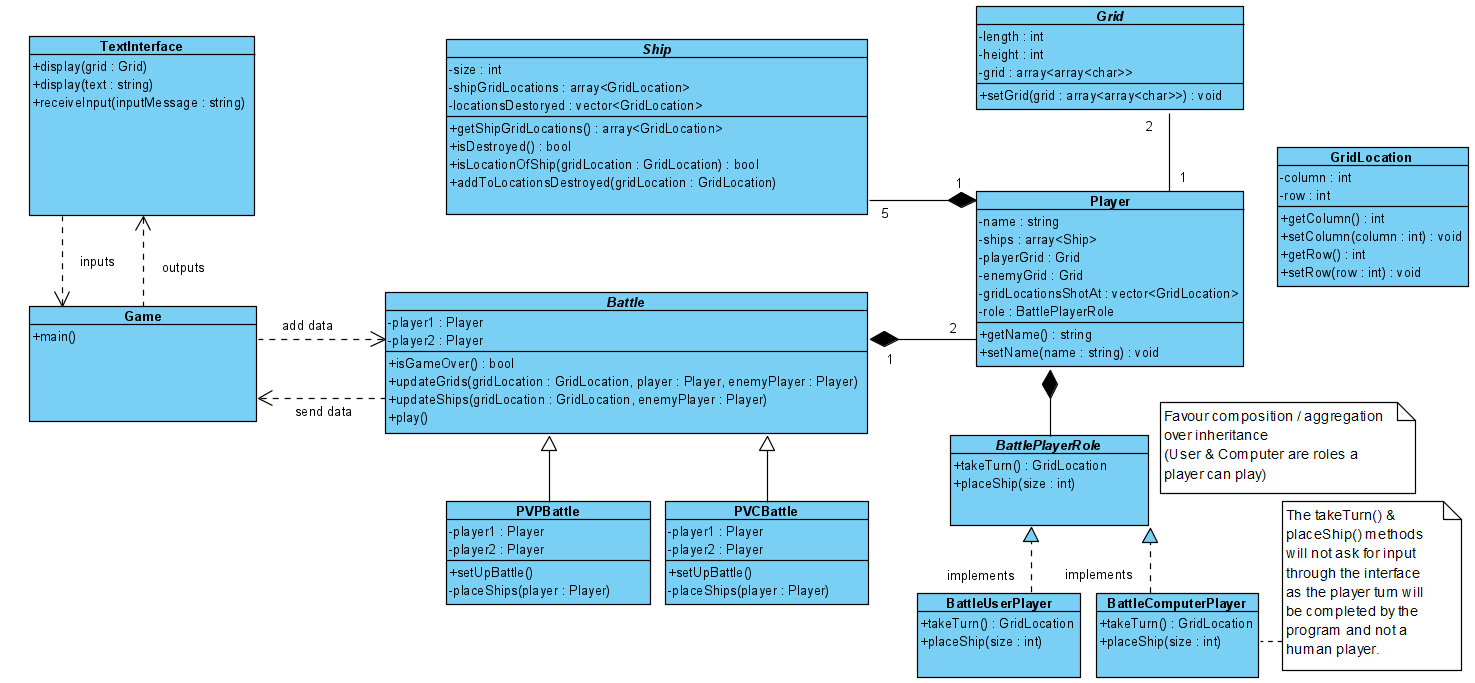 TextInterface
+display(grid : Grid)
+display(text : string)
+receiveInput(inputMessage : string)
Ship
-size : int
-shipGridLocations : array<GridLocation>
-locationsDestoryed : vector<GridLocation>
+getShipGridLocations() : array<GridLocation>
+isDestroyed() : bool
+isLocationOfShip(gridLocation : GridLocation) : bool
+addToLocationsDestroyed(gridLocation : GridLocation)
Grid
-length : int
-height : int
-grid : array<array<char>>
+setGrid(grid : array<array<char>>) : void
2
1
GridLocation
-column : int
-row : int
+getColumn() : int
+setColumn(column : int) : void
+getRow() : int
+setRow(row : int) : void
1
5
Player
-name : string
-ships : array<Ship>
-playerGrid : Grid
-enemyGrid : Grid
-gridLocationsShotAt : vector<GridLocation>
-role : BattlePlayerRole
+getName() : string
+setName(name : string) : void
inputs
outputs
Game
+main()
add data
send data
Battle
-player1 : Player
-player2 : Player
+isGameOver() : bool
+updateGrids(gridLocation : GridLocation, player : Player, enemyPlayer : Player)
+updateShips(gridLocation : GridLocation, enemyPlayer : Player)
+play()
2
1
PVPBattle
-player1 : Player
-player2 : Player
+setUpBattle()
-placeShips(player : Player)
PVCBattle
-player1 : Player
-player2 : Player
+setUpBattle()
-placeShips(player : Player)
BattlePlayerRole
+takeTurn() : GridLocation
+placeShip(size : int)
Favour composition / aggregation
over inheritance
(User & Computer are roles a
player can play)
implements
implements
BattleUserPlayer
+takeTurn() : GridLocation
+placeShip(size : int)
BattleComputerPlayer
+takeTurn() : GridLocation
+placeShip(size : int)
The takeTurn() &
placeShip() methods
will not ask for input
through the interface
as the player turn will
be completed by the
program and not a
human player.